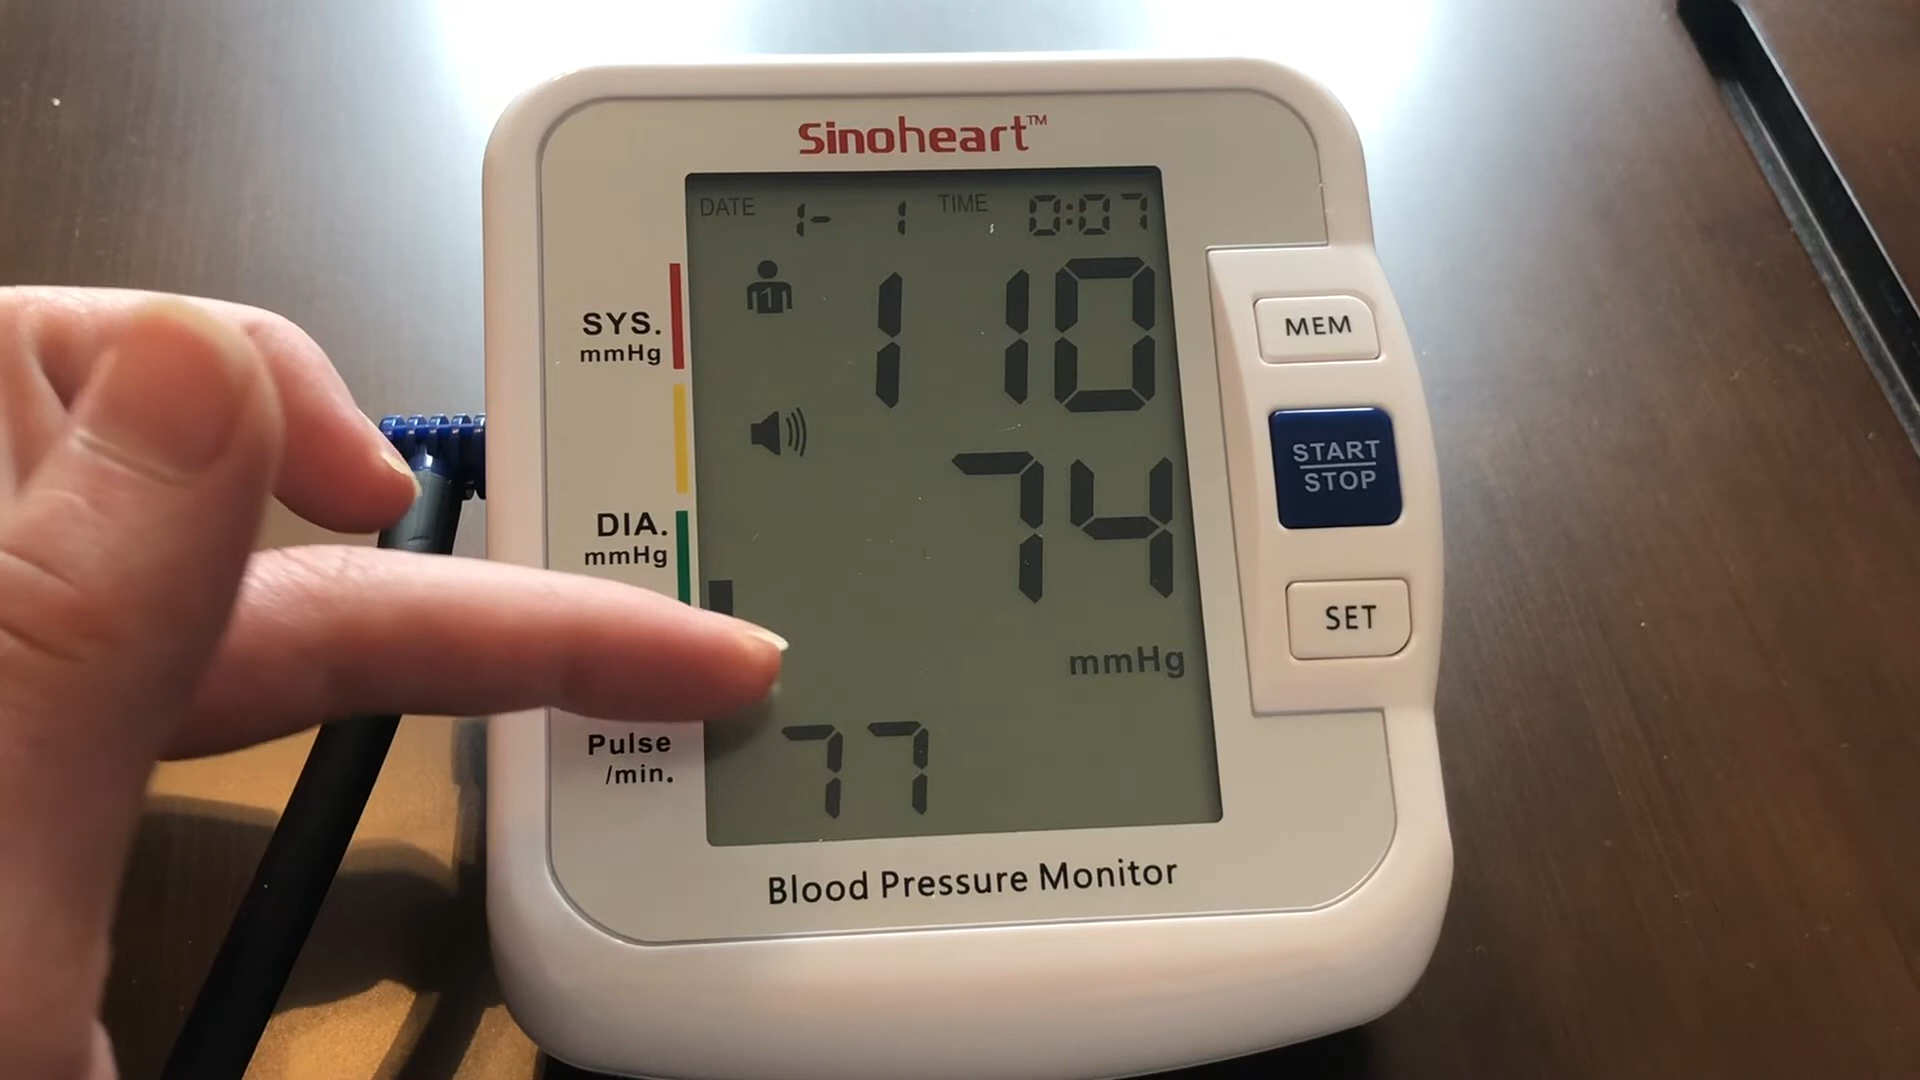 Sinoheart™
DATE 1- 1 TIME 0:07
1
SYS. 110
mmHg
MEM
START
STOP
DIA. 74
mmHg
SET
mmHg
Pulse 77
/min.
Blood Pressure Monitor